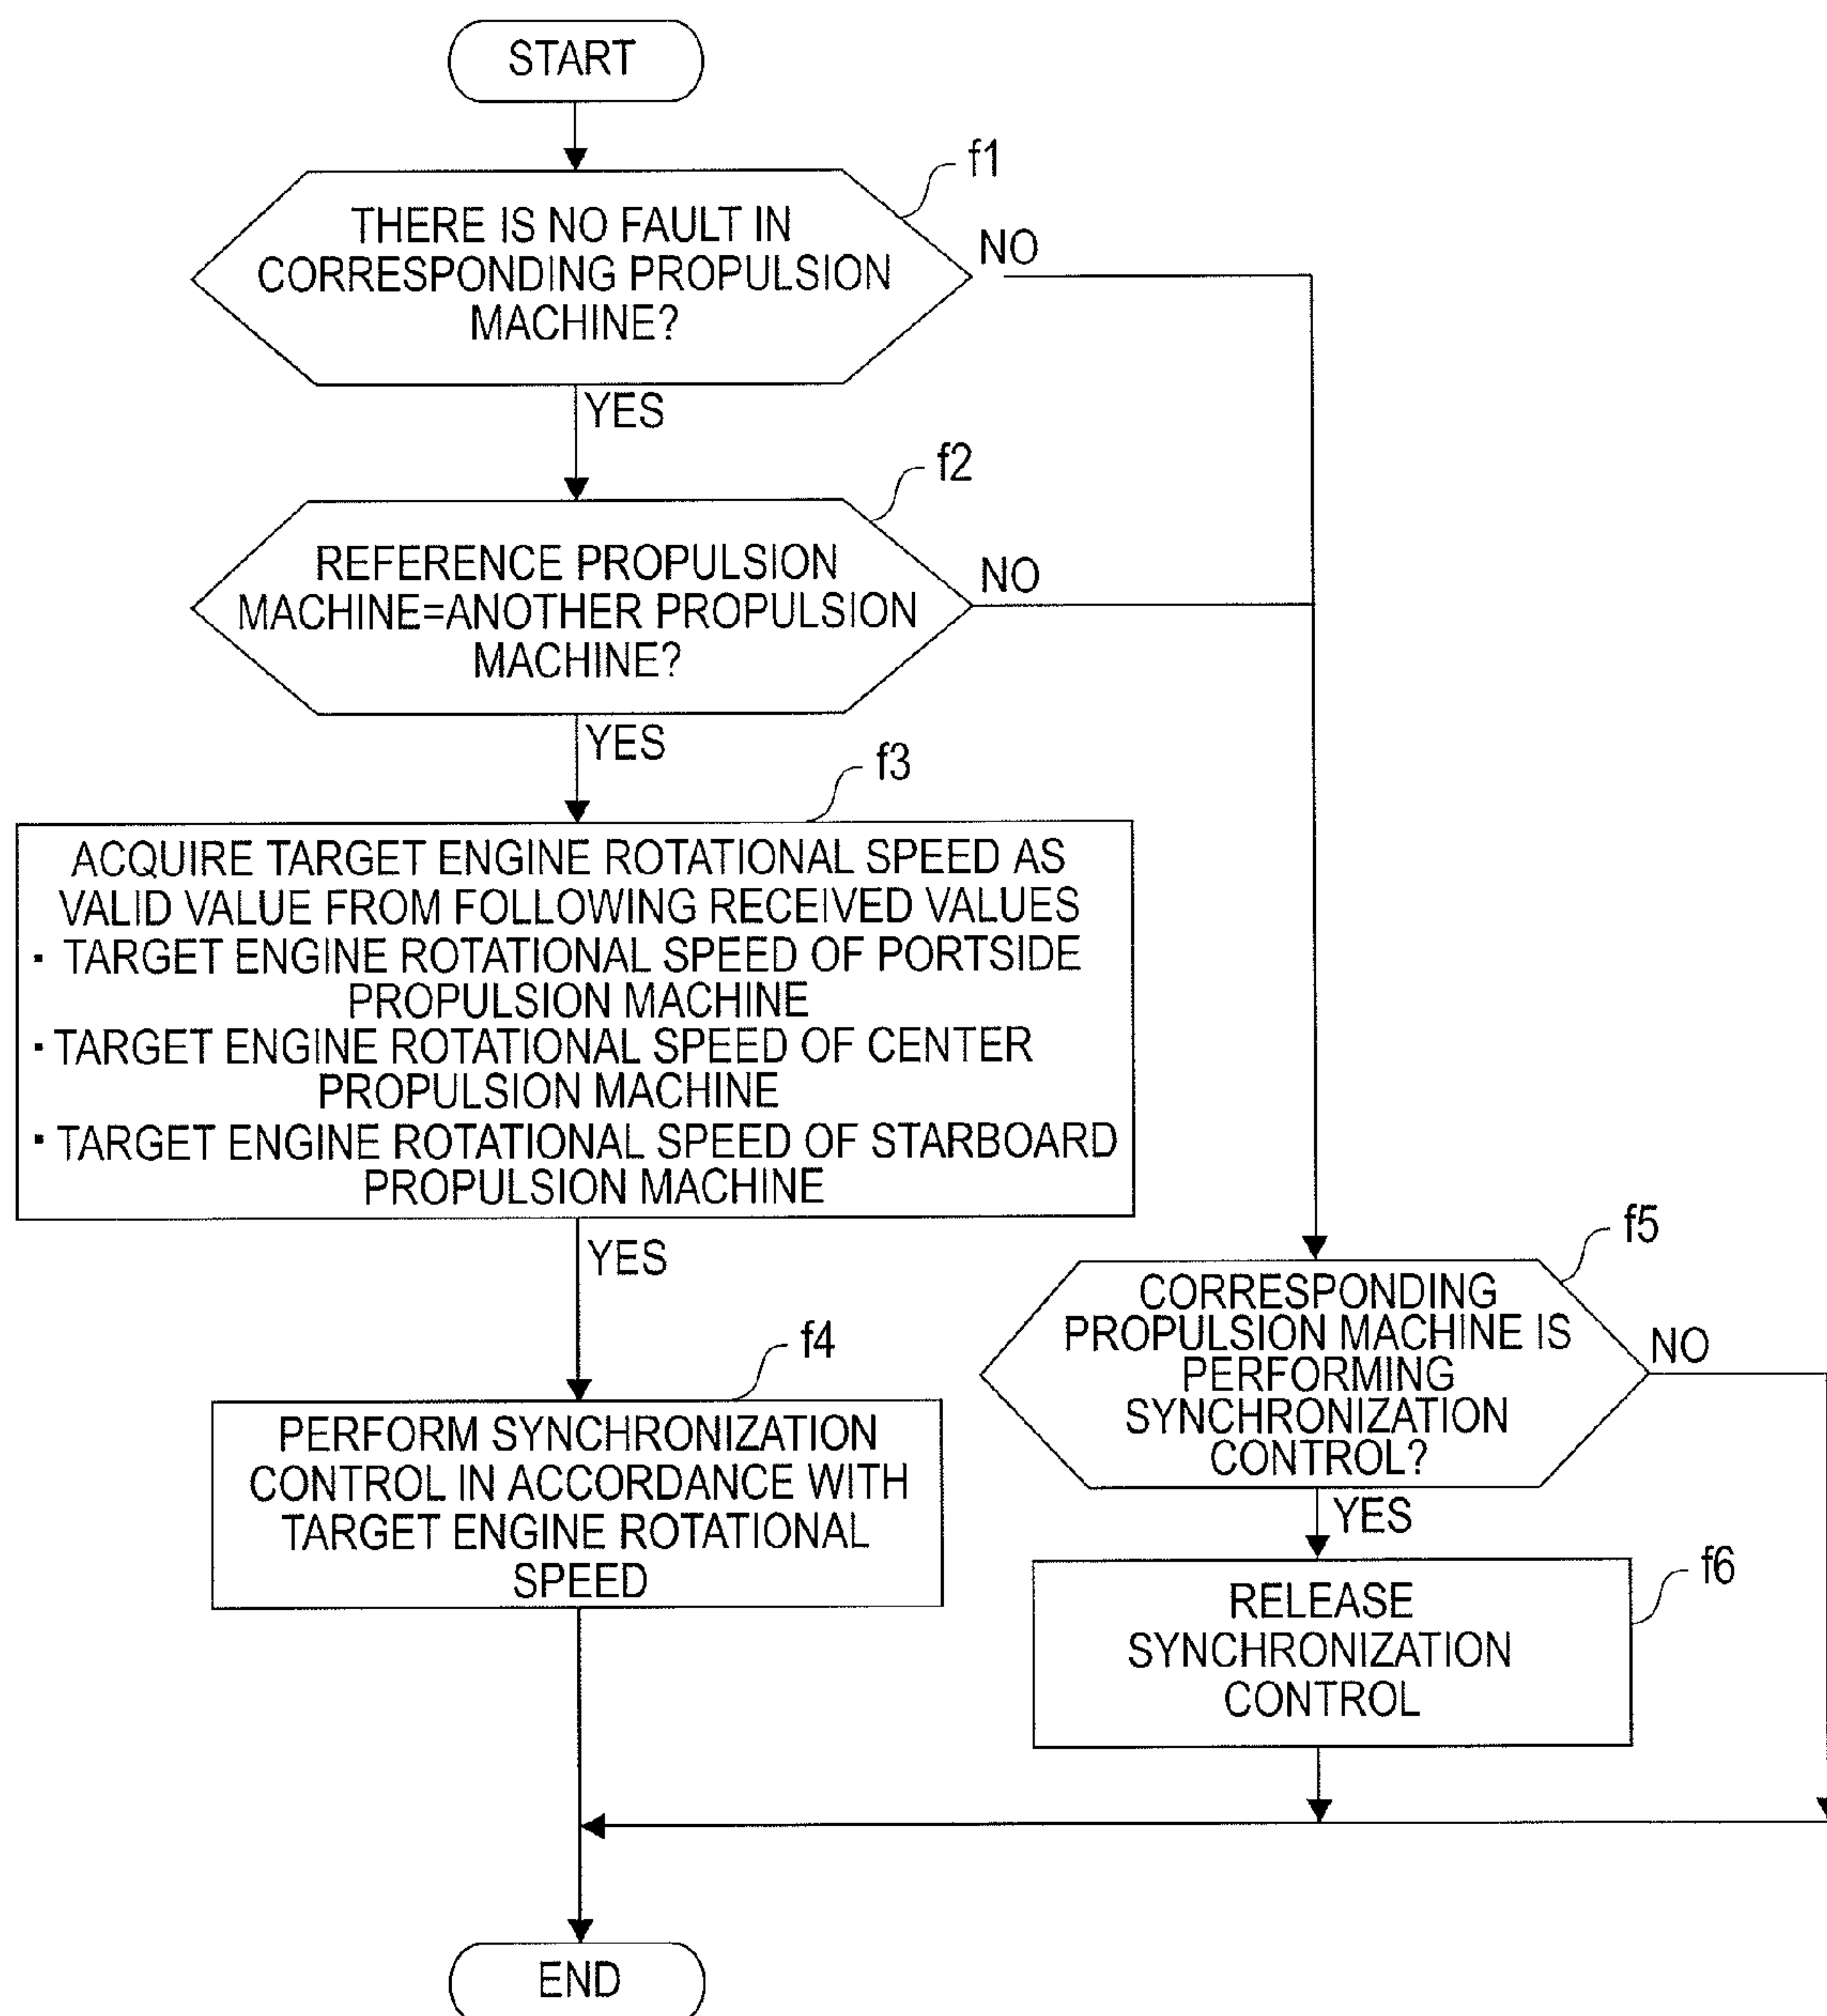 START
f1
THERE IS NO FAULT IN
CORRESPONDING PROPULSION
MACHINE?
NO
YES
f2
REFERENCE PROPULSION
MACHINE=ANOTHER PROPULSION
MACHINE?
NO
YES
f3
ACQUIRE TARGET ENGINE ROTATIONAL SPEED AS
VALID VALUE FROM FOLLOWING RECEIVED VALUES
· TARGET ENGINE ROTATIONAL SPEED OF PORTSIDE
PROPULSION MACHINE
· TARGET ENGINE ROTATIONAL SPEED OF CENTER
PROPULSION MACHINE
· TARGET ENGINE ROTATIONAL SPEED OF STARBOARD
PROPULSION MACHINE
YES
f4
PERFORM SYNCHRONIZATION
CONTROL IN ACCORDANCE WITH
TARGET ENGINE ROTATIONAL
SPEED
f5
CORRESPONDING
PROPULSION MACHINE IS
PERFORMING
SYNCHRONIZATION
CONTROL?
NO
YES
f6
RELEASE
SYNCHRONIZATION
CONTROL
END